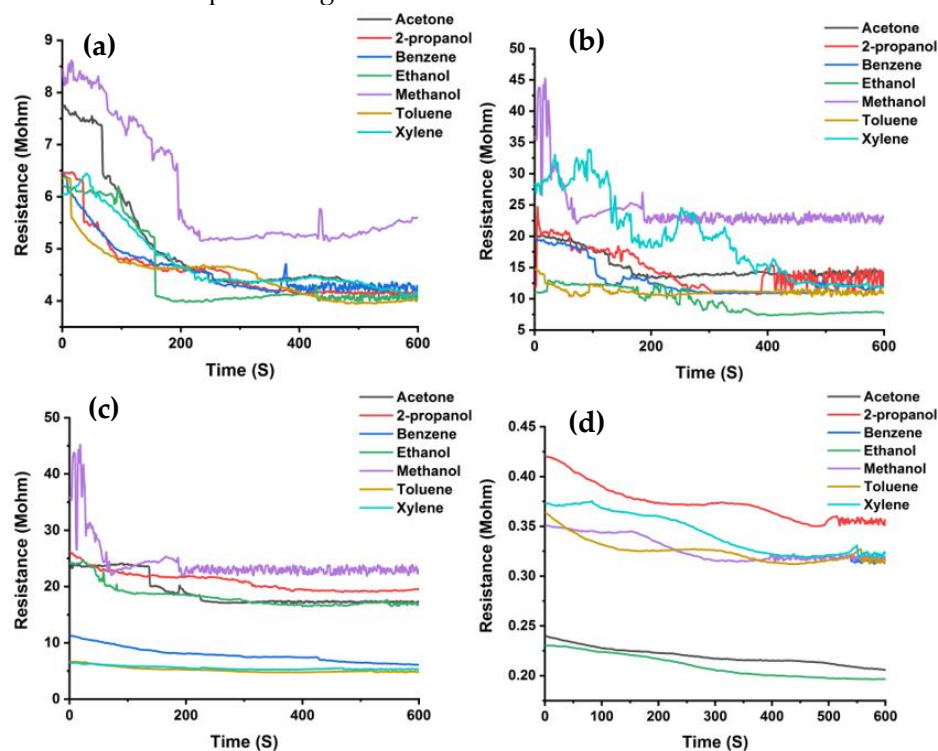 (a)
Acetone
2-propanol
Benzene
Ethanol
Methanol
Toluene
Xylene
9
8
7
6
5
4
Resistance (Mohm)
0 200 400 600
Time (S)
(b)
Acetone
2-propanol
Benzene
Ethanol
Methanol
Toluene
Xylene
50
45
40
35
30
25
20
15
10
5
Resistance (Mohm)
0 100 200 300 400 500 600
Time (S)
(c)
Acetone
2-propanol
Benzene
Ethanol
Methanol
Toluene
Xylene
50
40
30
20
10
0
Resistance (Mohm)
0 200 400 600
Time (S)
(d)
Acetone
2-propanol
Benzene
Ethanol
Methanol
Toluene
Xylene
0.45
0.40
0.35
0.30
0.25
0.20
Resistance (Mohm)
0 100 200 300 400 500 600
Time (S)